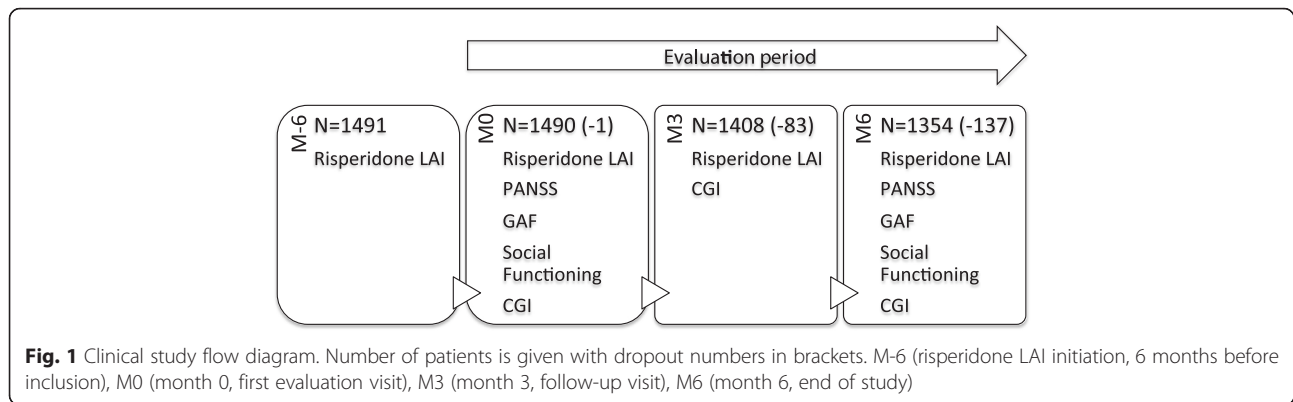 Evaluation period
M-6
N=1491
Risperidone LAI
M0
N=1490 (-1)
Risperidone LAI
PANSS
GAF
Social
Functioning
CGI
M3
N=1408 (-83)
Risperidone LAI
CGI
M6
N=1354 (-137)
Risperidone LAI
PANSS
GAF
Social
Functioning
CGI
Fig. 1 Clinical study flow diagram. Number of patients is given with dropout numbers in brackets. M-6 (risperidone LAI initiation, 6 months before
inclusion), M0 (month 0, first evaluation visit), M3 (month 3, follow-up visit), M6 (month 6, end of study)